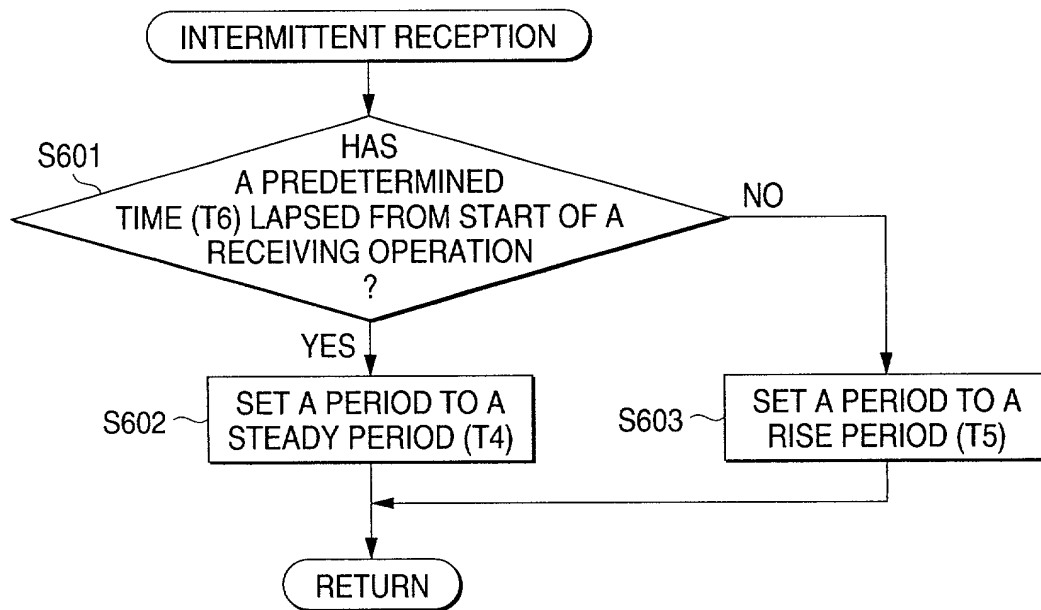 INTERMITTENT RECEPTION
S601
HAS
A PREDETERMINED
TIME (T6) LAPSED FROM START OF A
RECEIVING OPERATION
?
NO
YES
S602
SET A PERIOD TO A
STEADY PERIOD (T4)
S603
SET A PERIOD TO A
RISE PERIOD (T5)
RETURN